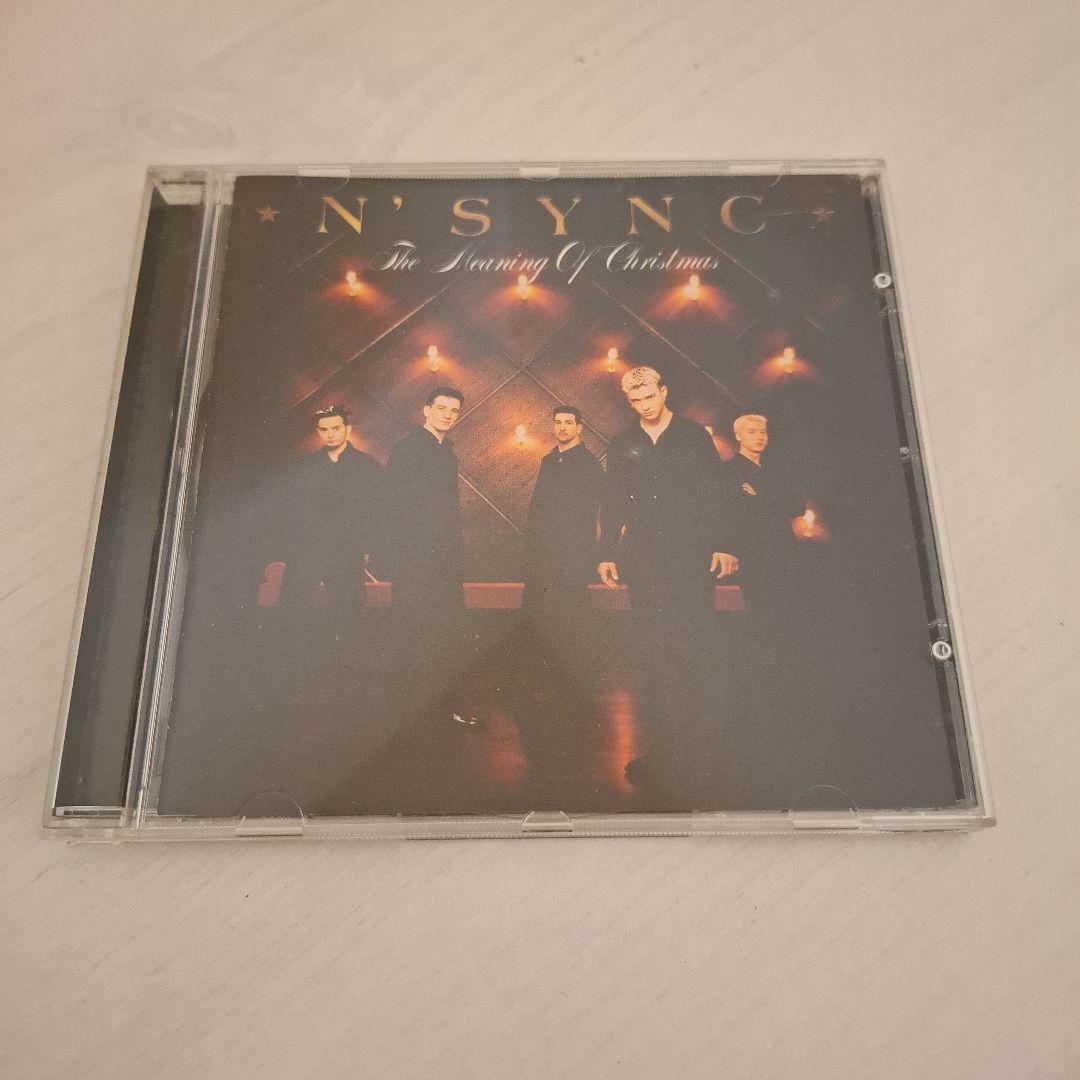 ★ N'SYNC ★
The Meaning Of Christmas